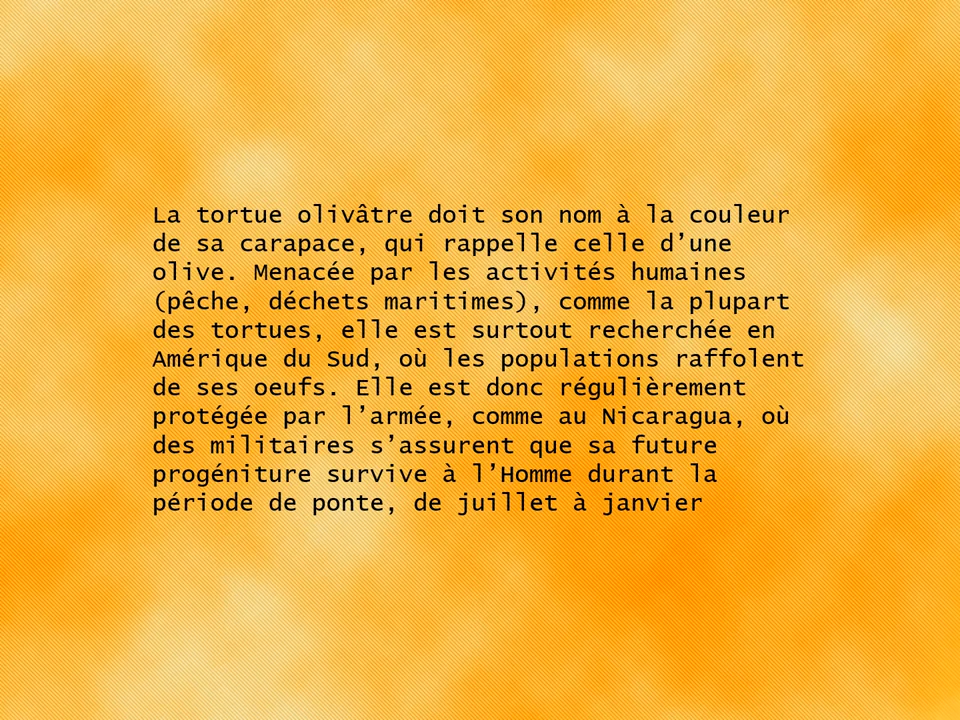 La tortue olivâtre doit son nom à la couleur
de sa carapace, qui rappelle celle d’une
olive. Menacée par les activités humaines
(pêche, déchets maritimes), comme la plupart
des tortues, elle est surtout recherchée en
Amérique du Sud, où les populations raffolent
de ses oeufs. Elle est donc régulièrement
protégée par l’armée, comme au Nicaragua, où
des militaires s’assurent que sa future
progéniture survive à l’Homme durant la
période de ponte, de juillet à janvier